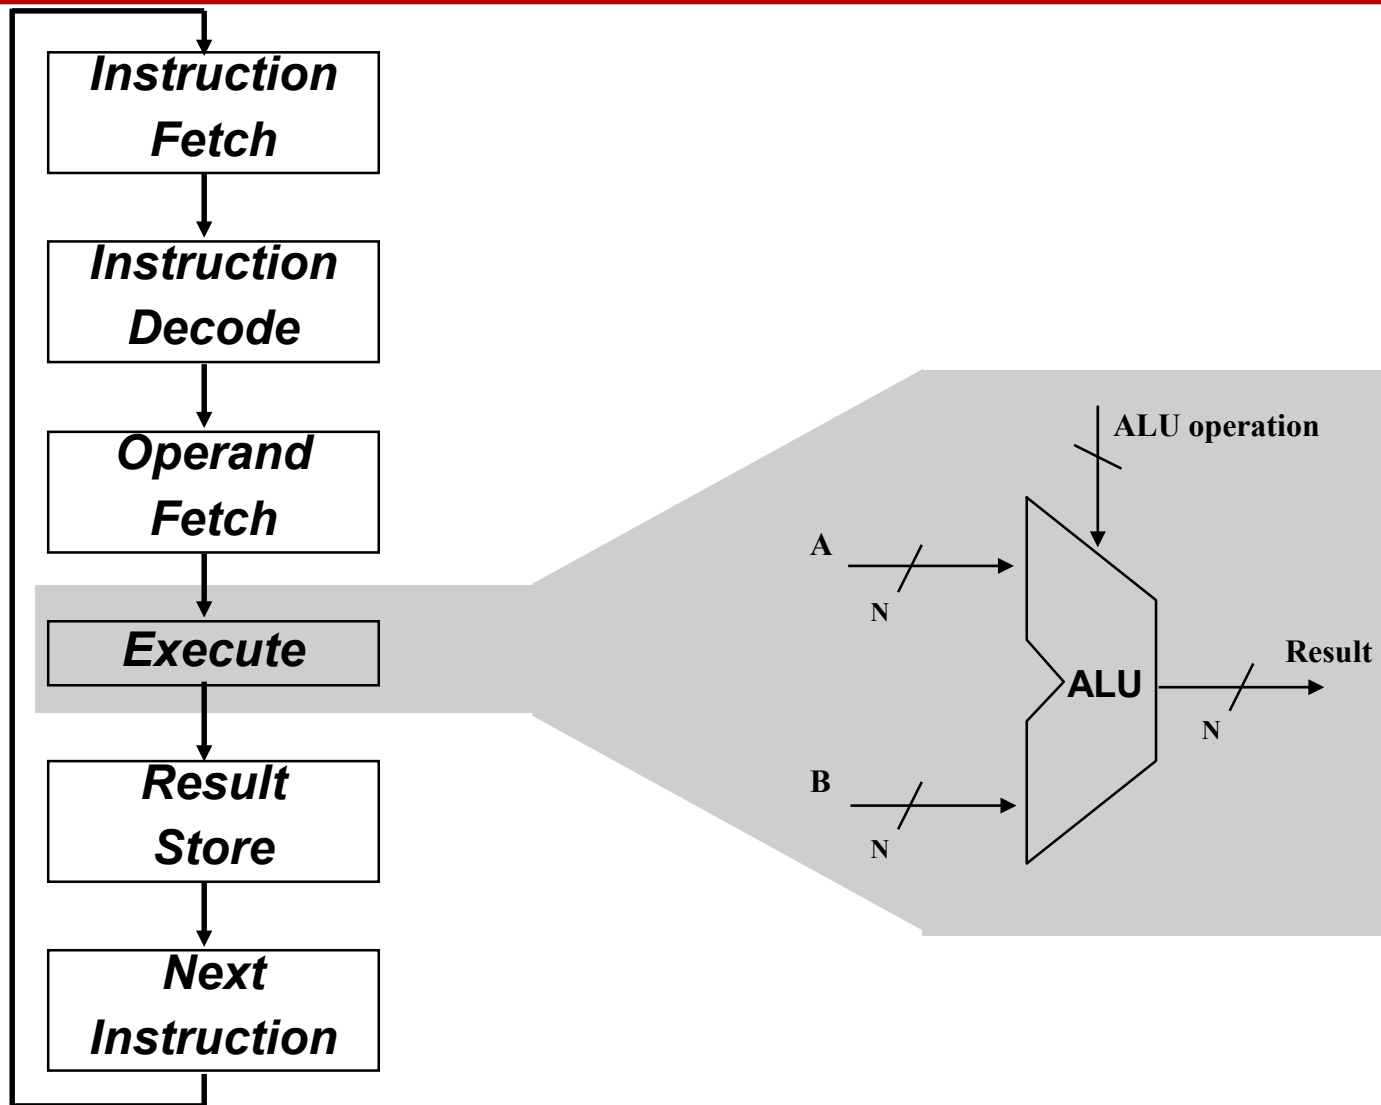 Instruction
Fetch
Instruction
Decode
Operand
Fetch
Execute
Result
Store
Next
Instruction
ALU operation
A
N
ALU
Result
N
B
N